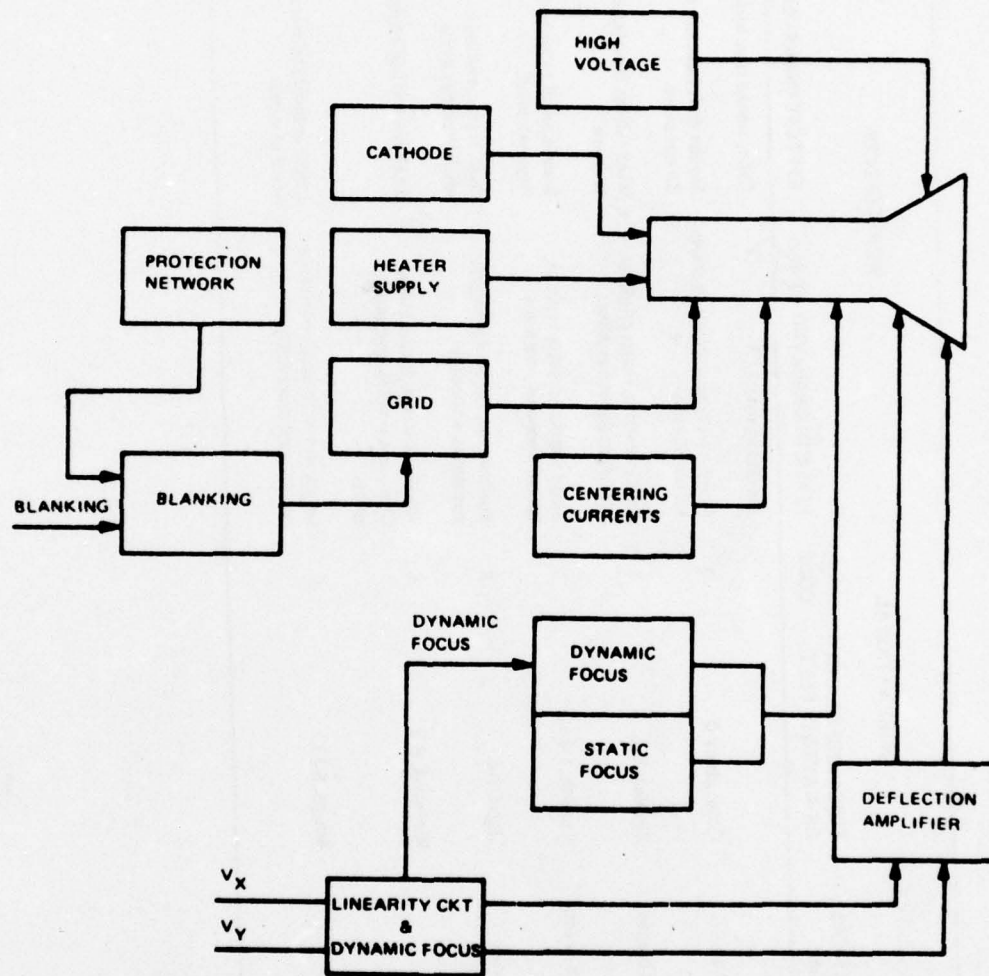 HIGH
VOLTAGE
CATHODE
PROTECTION
NETWORK
HEATER
SUPPLY
GRID
BLANKING
BLANKING
CENTERING
CURRENTS
DYNAMIC
FOCUS
DYNAMIC
FOCUS
STATIC
FOCUS
DEFLECTION
AMPLIFIER
VX
VY
LINEARITY CKT
&
DYNAMIC FOCUS